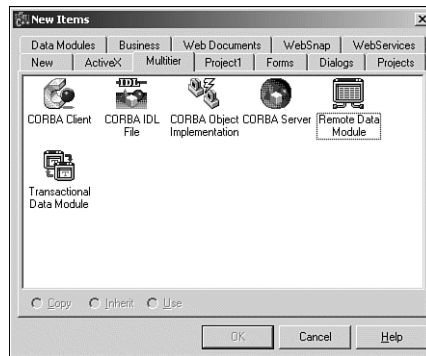 New Items
Data Modules Business Web Documents WebSnap WebServices
New ActiveX Multitier Project1 Forms Dialogs Projects
IDL
CORBA Client CORBA IDL File CORBA Object Implementation CORBA Server Remote Data Module
Transactional Data Module
Copy Inherit Use
OK Cancel Help